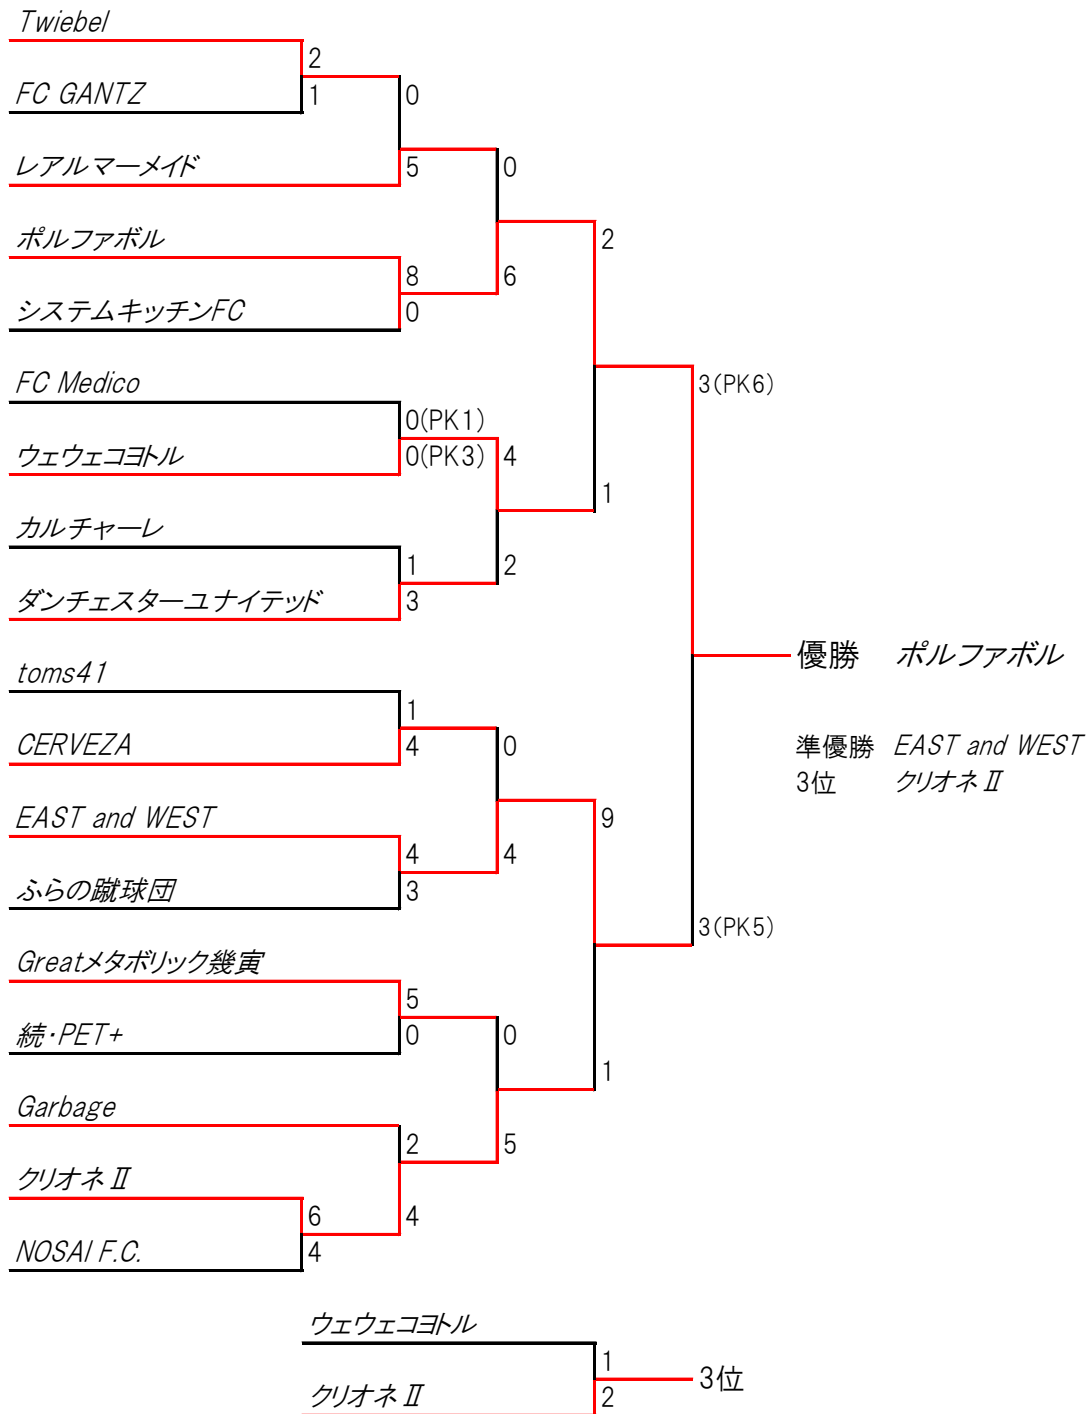 Twiebel
2
FC GANTZ
1
0
レアルマーメイド
5
0
ポルファボル
2
8
6
システムキッチンFC
0
FC Medico
3(PK6)
0(PK1)
ウェウェコヨトル
0(PK3)
4
1
カルチャーレ
1
2
ダンチェスターユナイテッド
3
優勝 ポルファボル
toms41
1
CERVEZA
4
0
準優勝 EAST and WEST
3位 クリオネⅡ
EAST and WEST
9
4
4
ふらの蹴球団
3
3(PK5)
Greatメタボリック幾寅
5
続・PET+
0
0
1
Garbage
2
5
クリオネⅡ
6
4
NOSAI F.C.
4
ウェウェコヨトル
1
3位
クリオネⅡ
2